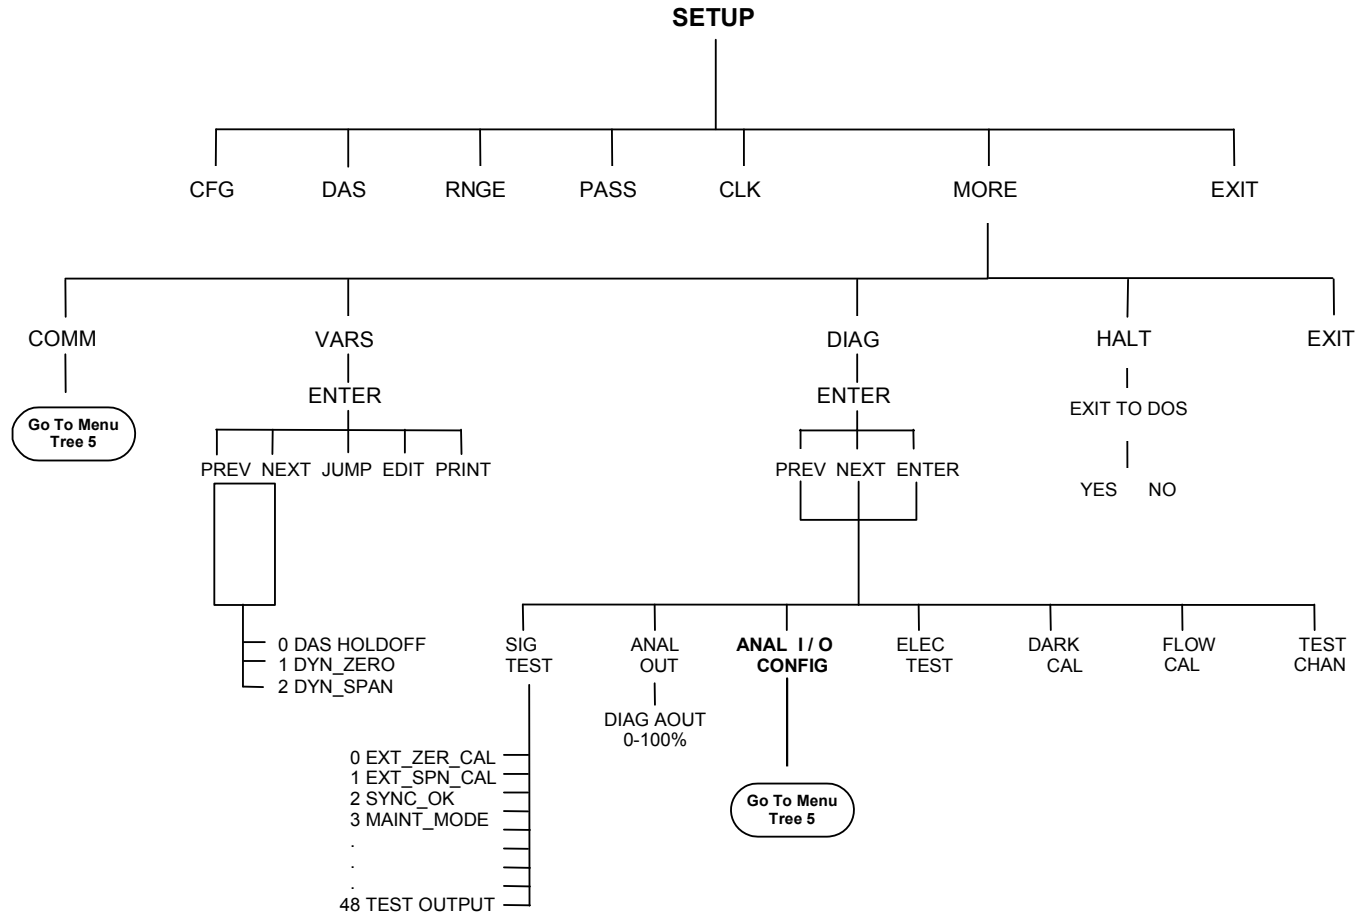 SETUP
CFG DAS RNGE PASS CLK MORE EXIT
COMM VARS DIAG HALT EXIT
Go To Menu
Tree 5
ENTER
PREV NEXT JUMP EDIT PRINT
0 DAS HOLDOFF
1 DYN_ZERO
2 DYN_SPAN
ENTER
PREV NEXT ENTER
EXIT TO DOS
YES NO
SIG
TEST
ANAL
OUT
ANAL I / O
CONFIG
ELEC
TEST
DARK
CAL
FLOW
CAL
TEST
CHAN
DIAG AOUT
0-100%
0 EXT_ZER_CAL
1 EXT_SPN_CAL
2 SYNC_OK
3 MAINT_MODE
.
.
.
48 TEST OUTPUT
Go To Menu
Tree 5